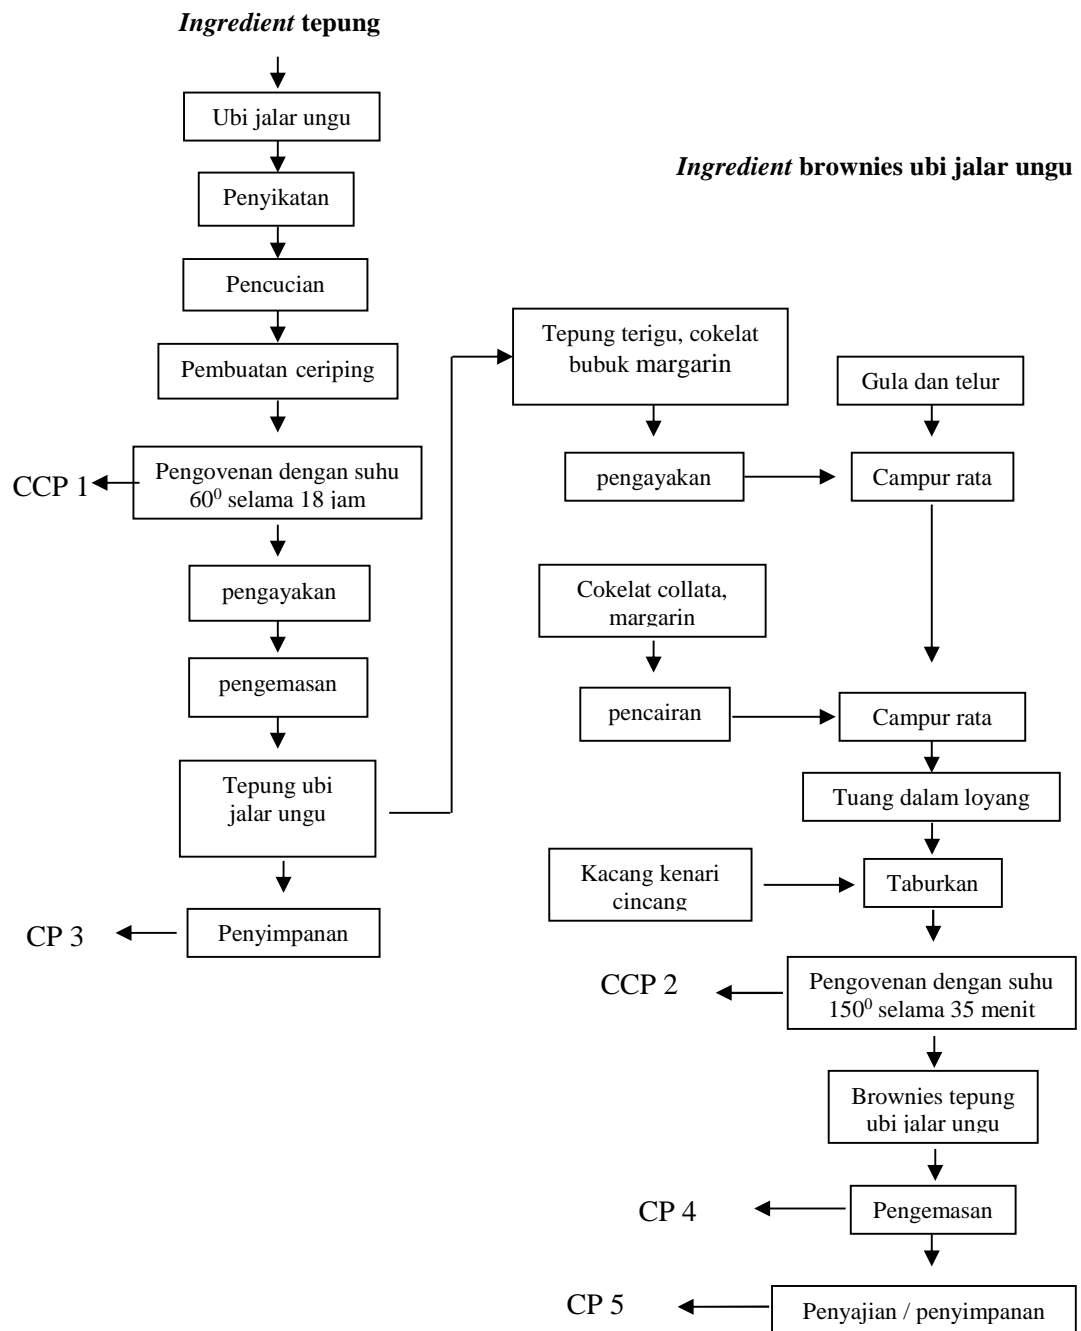 Ingredient tepung
Ubi jalar ungu
Penyikatan
Pencucian
Pembuatan ceriping
CCP 1
Pengovenan dengan suhu
60⁰ selama 18 jam
pengayakan
pengemasan
Tepung ubi
jalar ungu
CP 3
Penyimpanan
Ingredient brownies ubi jalar ungu
Tepung terigu, cokelat
bubuk margarin
Gula dan telur
pengayakan
Campur rata
Cokelat collata,
margarin
pencairan
Campur rata
Tuang dalam loyang
Kacang kenari
cincang
Taburkan
CCP 2
Pengovenan dengan suhu
150⁰ selama 35 menit
Brownies tepung
ubi jalar ungu
CP 4
Pengemasan
CP 5
Penyajian / penyimpanan